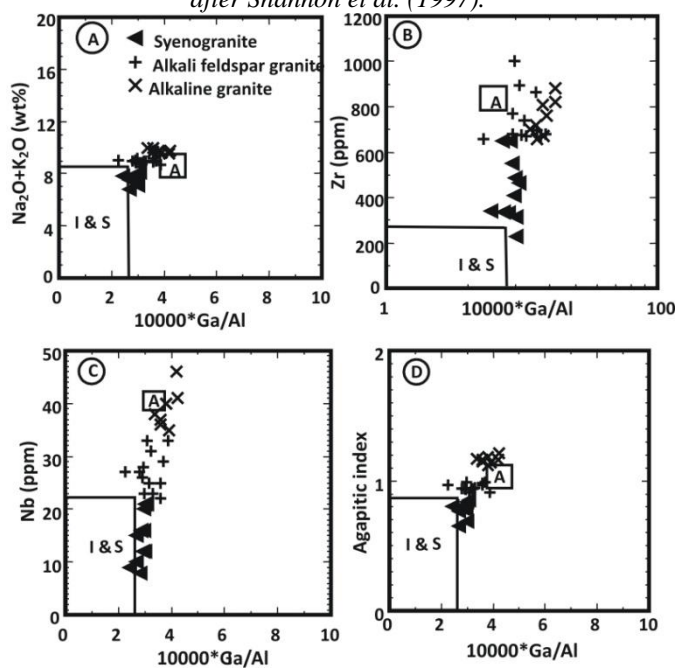 after Shannon et al. (1997).
A
Syenogranite
Alkali feldspar granite
Alkaline granite
Na2O+K2O (wt%)
20
16
12
8
4
0
A
I & S
0 2 4 6 8 10
10000*Ga/Al
B
Zr (ppm)
1200
1000
800
600
400
200
0
A
I & S
1 10000*Ga/Al 100
C
Nb (ppm)
50
40
30
20
10
0
A
I & S
0 2 4 6 8 10
10000*Ga/Al
D
Agapitic index
2
1
0
A
I & S
0 2 4 6 8 10
10000*Ga/Al